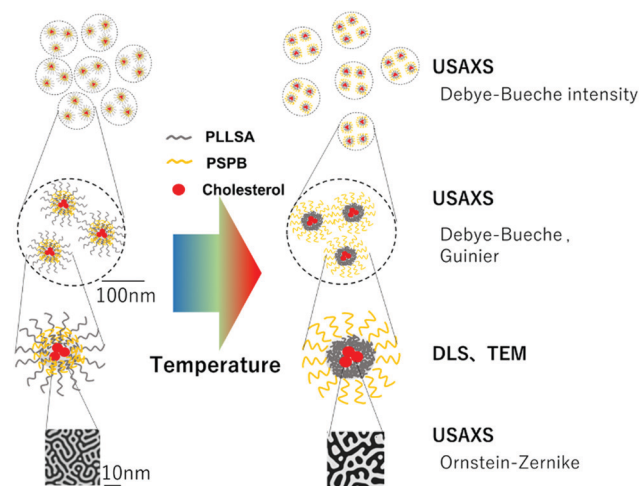 USAXS
Debye-Bueche intensity
PLLSA
PSPB
Cholesterol
USAXS
Debye-Bueche ,
Guinier
100nm
Temperature
DLS、TEM
USAXS
Ornstein-Zernike
10nm